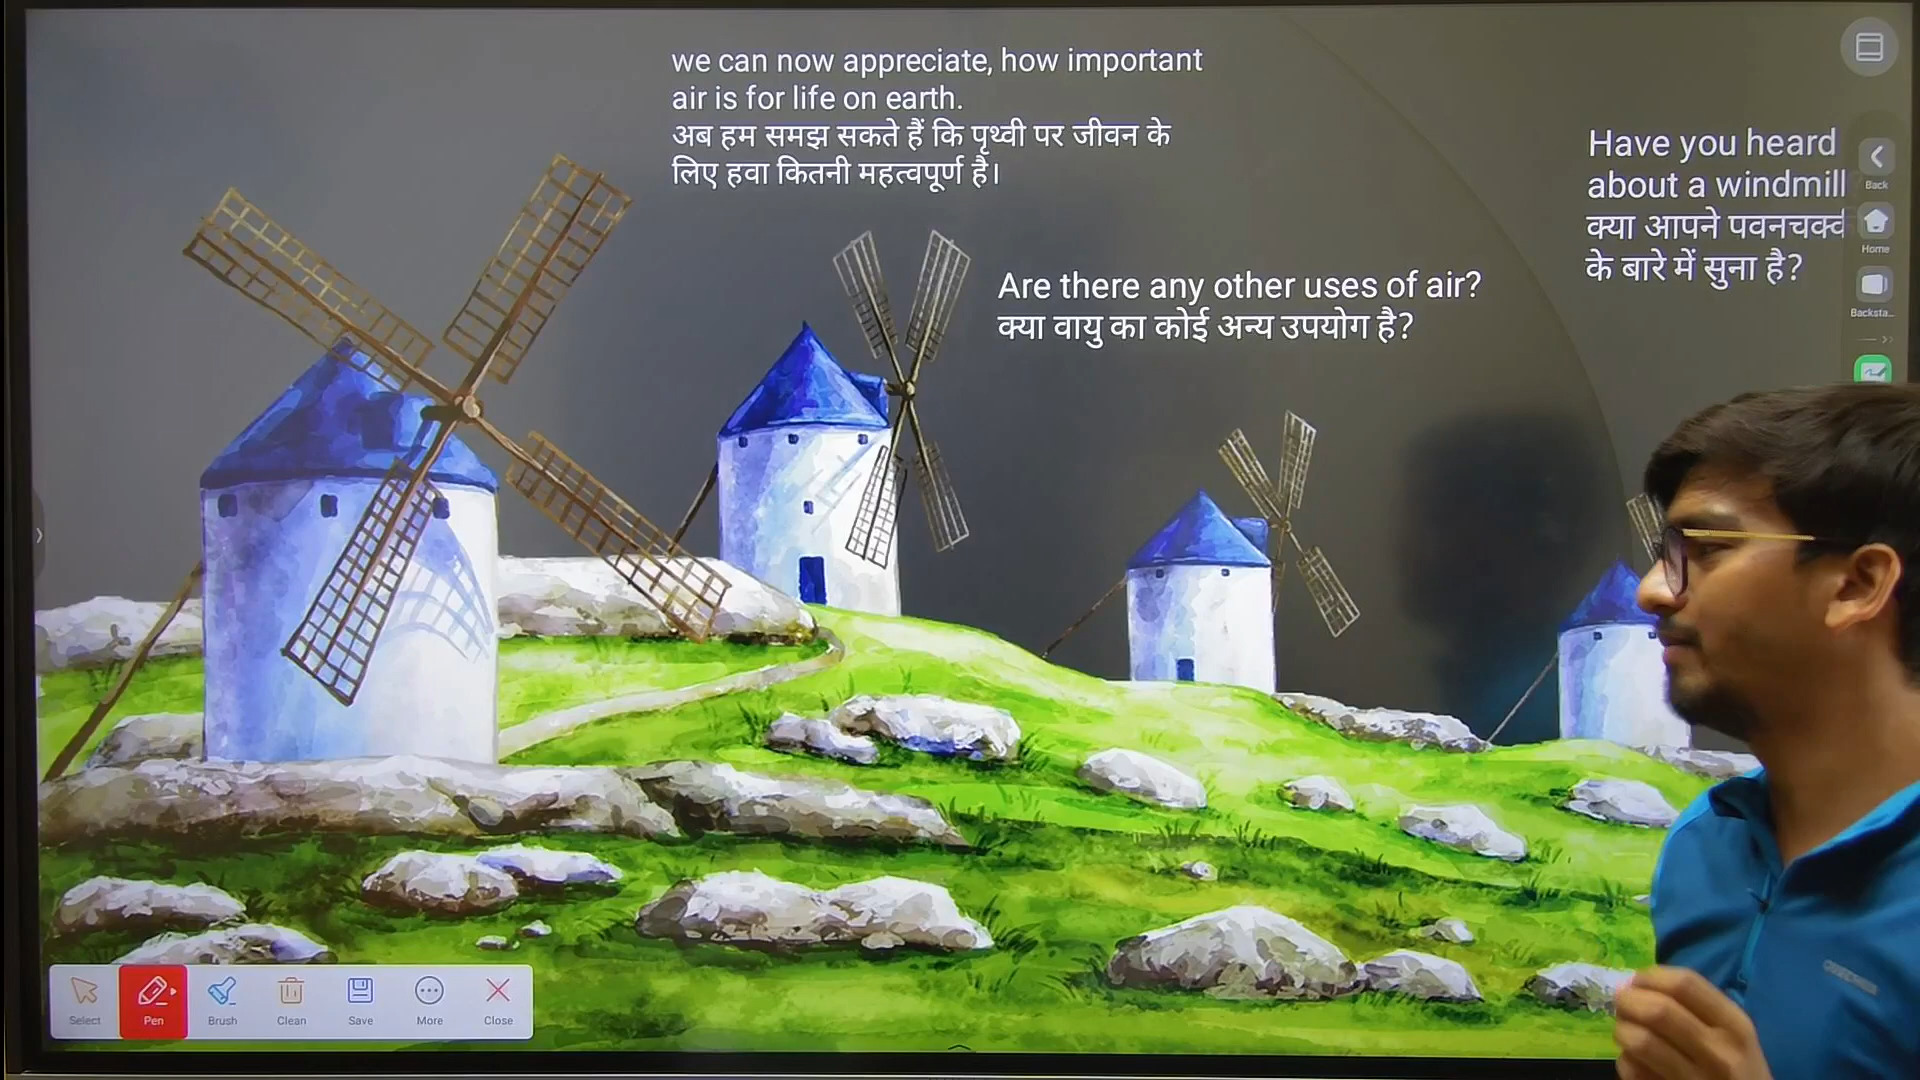 we can now appreciate, how important
air is for life on earth.
अब हम समझ सकते हैं कि पृथ्वी पर जीवन के
लिए हवा कितनी महत्वपूर्ण है।
Are there any other uses of air?
क्या वायु का कोई अन्य उपयोग है?
Have you heard
about a windmill
क्या आपने
के बारे में सुना है?
Back
Home
Backsta...
Select
Pen
Brush
Clean
Save
More
Close